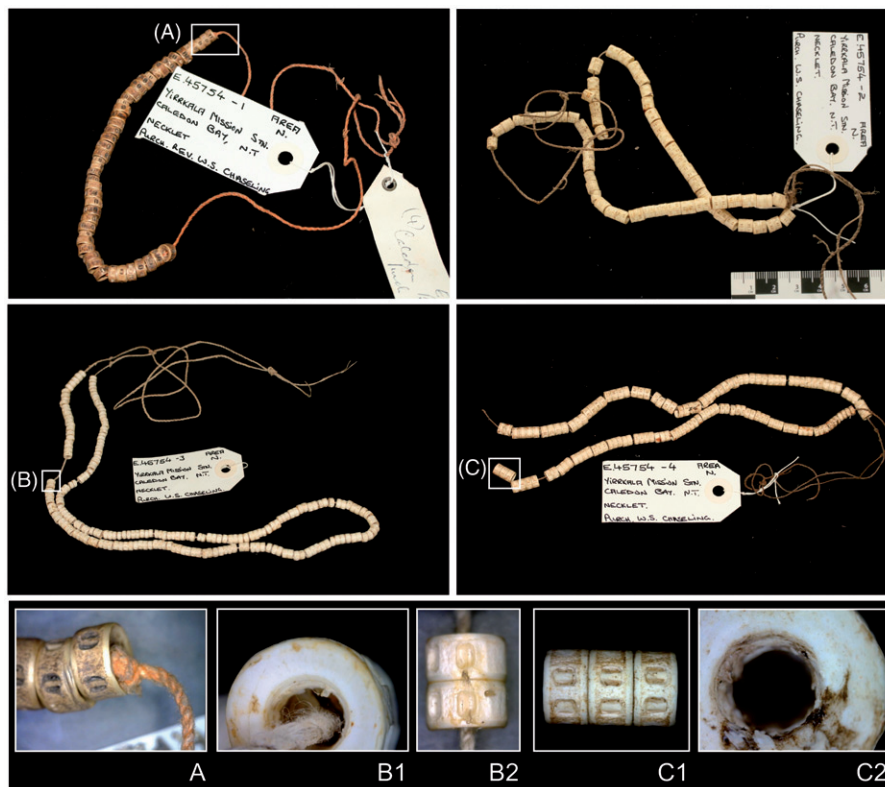 (A)
E.45754-1 AREA
N.
YIRRKALA MISSION STN.
CALEDON BAY, N.T
NECKLET
PURCH. REV. W.S. CHASELING
(4)
E.45754-2 AREA
N.
YIRRKALA MISSION STN.
CALEDON BAY, N.T.
NECKLET.
PURCH. W.S. CHASELING
(B)
E.45754-3 AREA
N.
YIRRKALA MISSION STN.
CALEDON BAY, N.T.
NECKLET
PURCH. W.S. CHASELING.
(C)
E.45754-4 AREA
N.
YIRRKALA MISSION STN.
CALEDON BAY. N.T.
NECKLET.
PURCH. W.S. CHASELING.
A
B1
B2
C1
C2